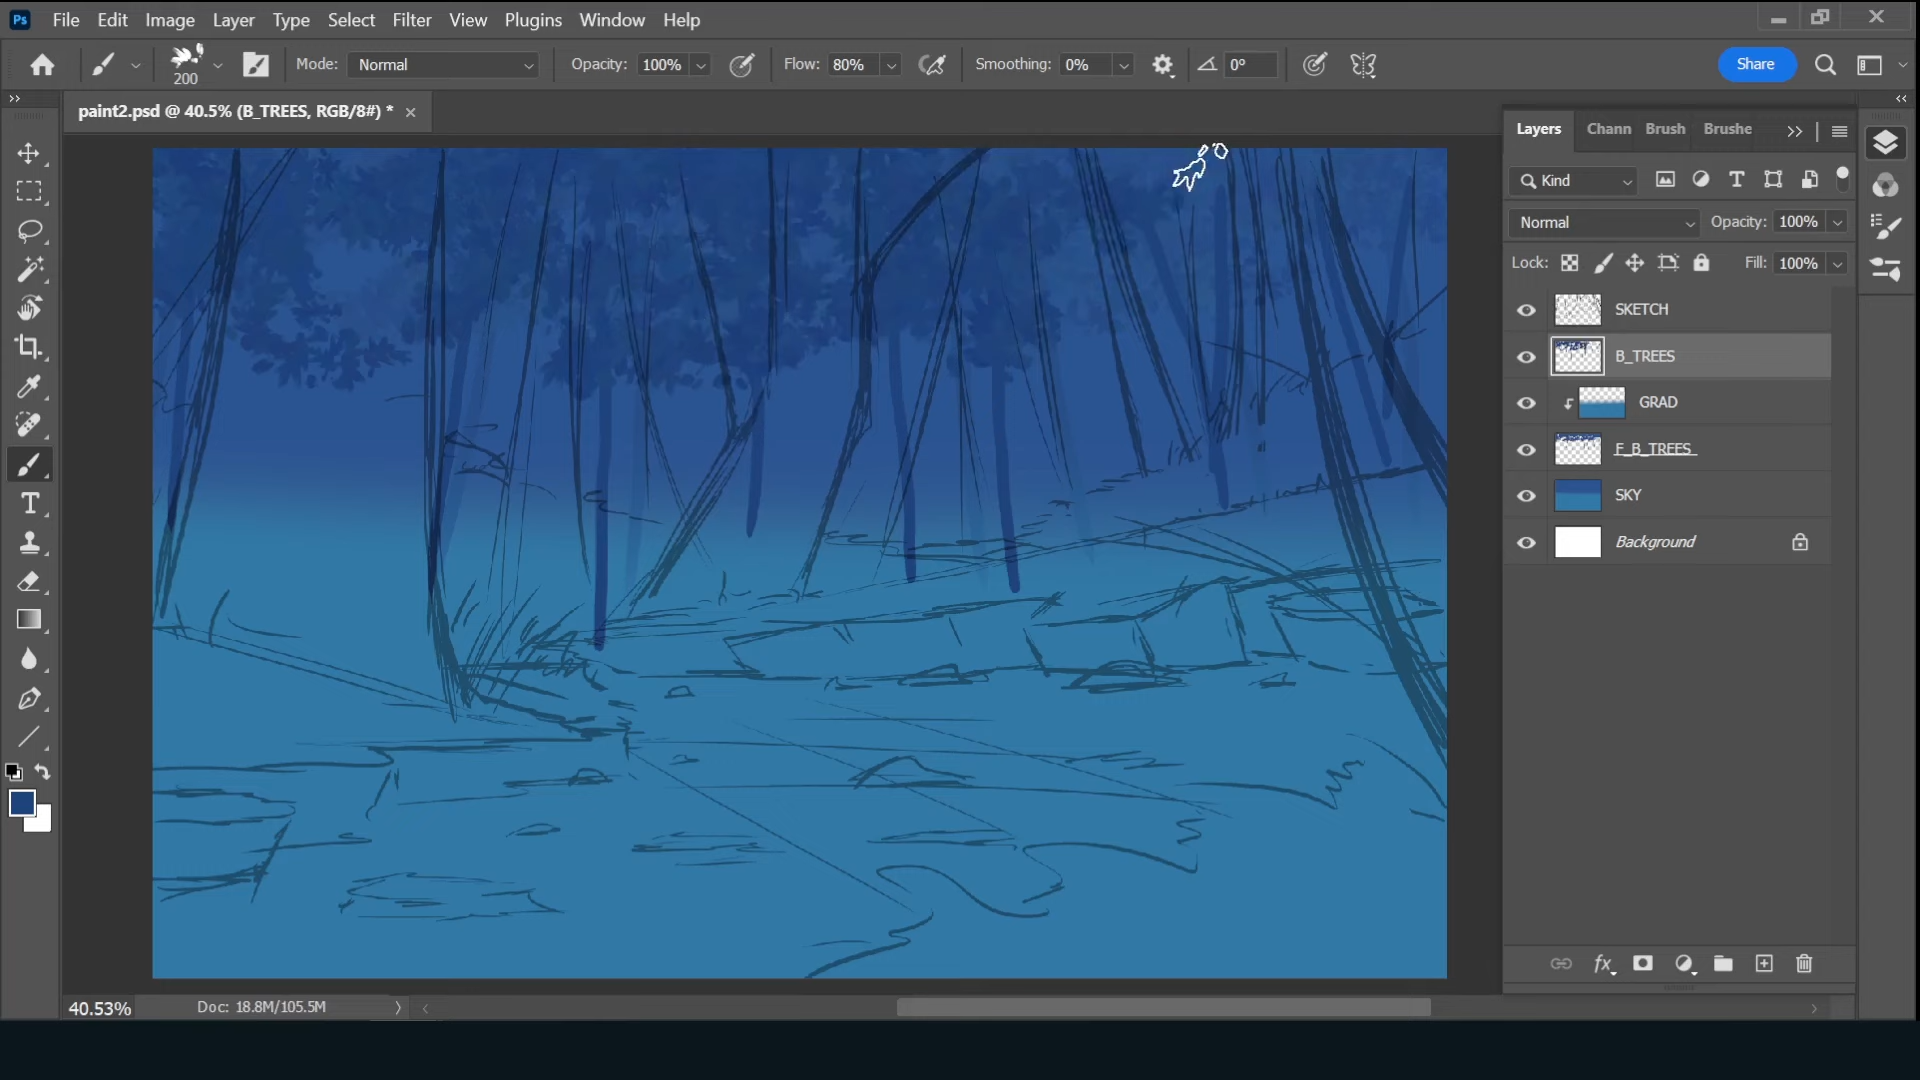 Ps File Edit Image Layer Type Select Filter View Plugins Window Help
200 Mode: Normal Opacity: 100% Flow: 80% Smoothing: 0% 0° Share
paint2.psd @ 40.5% (B_TREES, RGB/8#) *
Layers Chann Brush Brushe
Kind
Normal Opacity: 100%
Lock: Fill: 100%
SKETCH
B_TREES
GRAD
F_B_TREES
SKY
Background
fx
40.53% Doc: 18.8M/105.5M